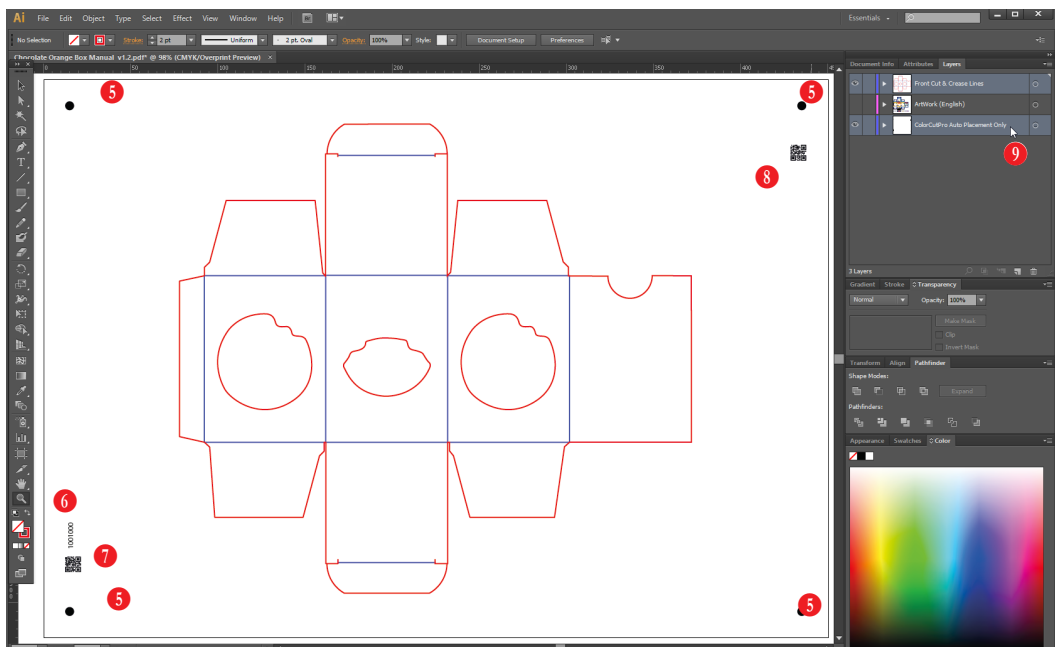 Ai File Edit Object Type Select Effect View Window Help Essentials
No Selection Stroke: 2 pt Uniform 2 pt. Oval Opacity: 100% Style: Document Setup Preferences
Chocolate Orange Box Manual v1.2.pdf* @ 98% (CMYK/Overprint Preview) ×
0 50 100 150 200 250 300 350 400
Document Info Attributes Layers
Front Cut & Crease Lines
ArtWork (English)
ColorCutPro Auto Placement Only
5
5
9
8
3 Layers
Gradient Stroke Transparency
Normal Opacity: 100%
Make Mask
Clip
Invert Mask
Transform Align Pathfinder
Shape Modes:
Expand
Pathfinders:
Appearance Swatches Color
6
1001000
7
5
5